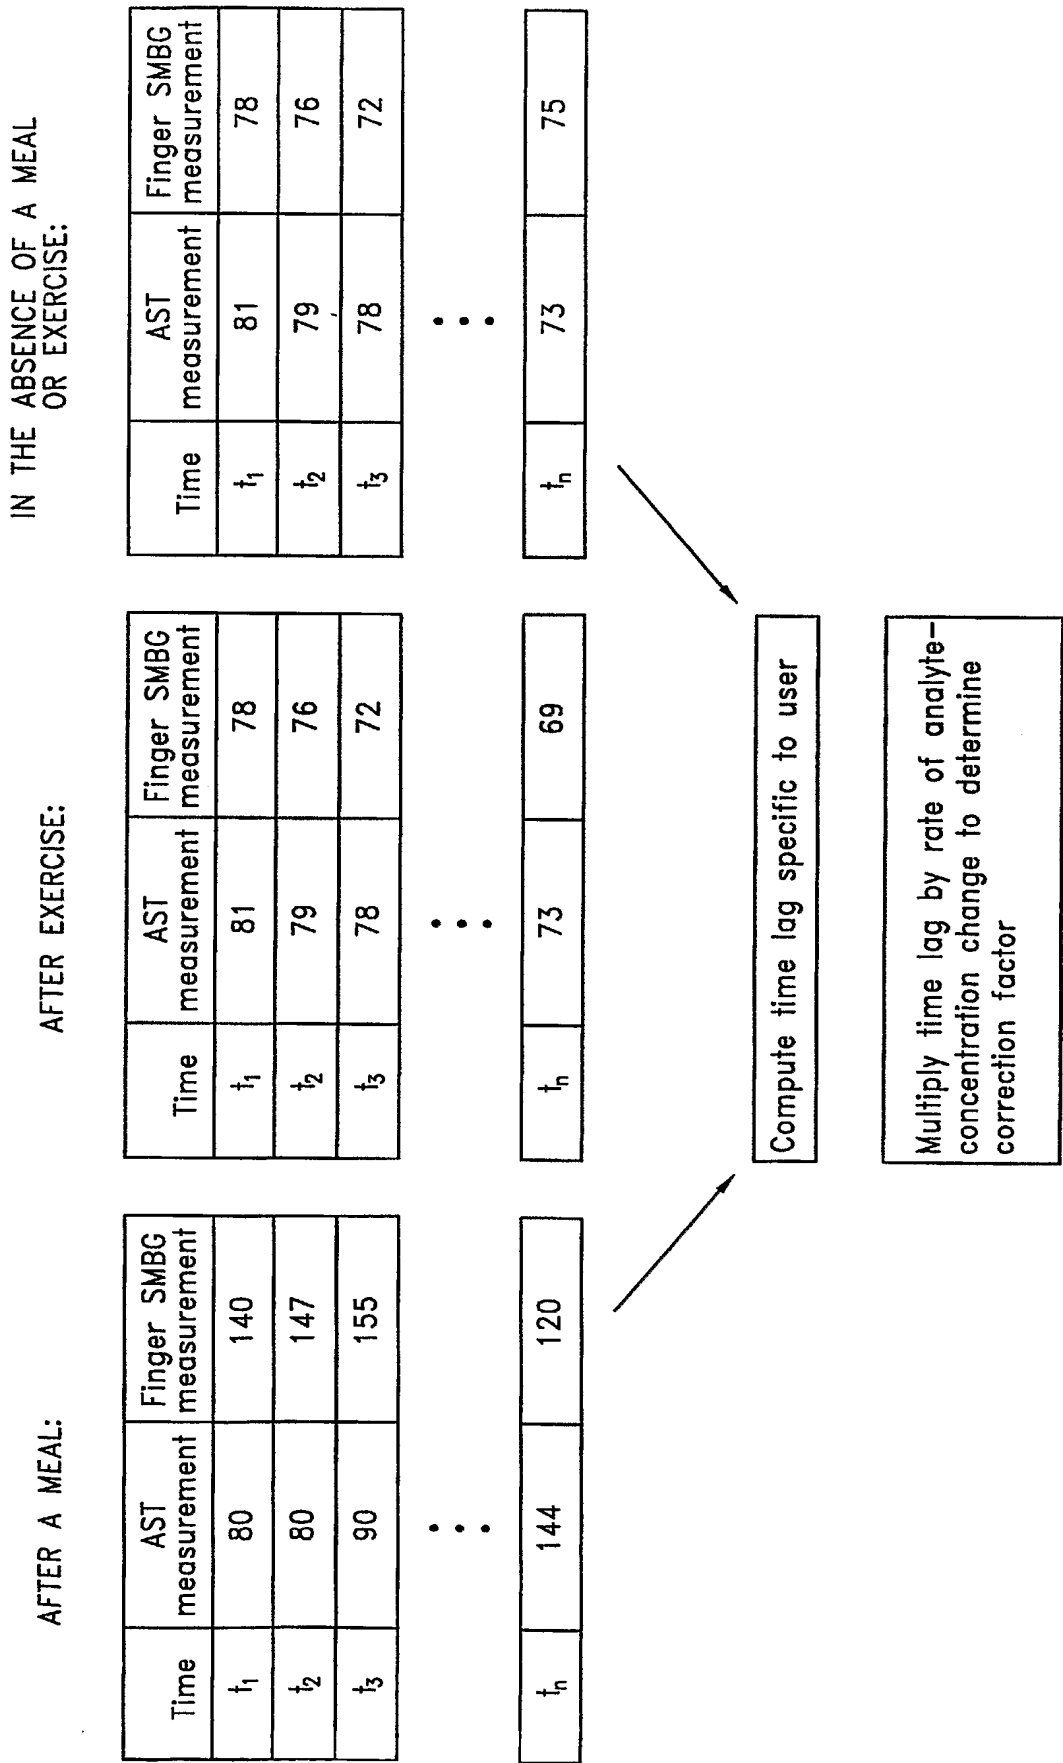 AFTER A MEAL:
Time AST measurement Finger SMBG measurement
t1 80 140
t2 80 147
t3 90 155
• • •
tn 144 120
AFTER EXERCISE:
Time AST measurement Finger SMBG measurement
t1 81 78
t2 79 76
t3 78 72
• • •
tn 73 69
IN THE ABSENCE OF A MEAL
OR EXERCISE:
Time AST measurement Finger SMBG measurement
t1 81 78
t2 79 76
t3 78 72
• • •
tn 73 75
Compute time lag specific to user
Multiply time lag by rate of analyte–
concentration change to determine
correction factor